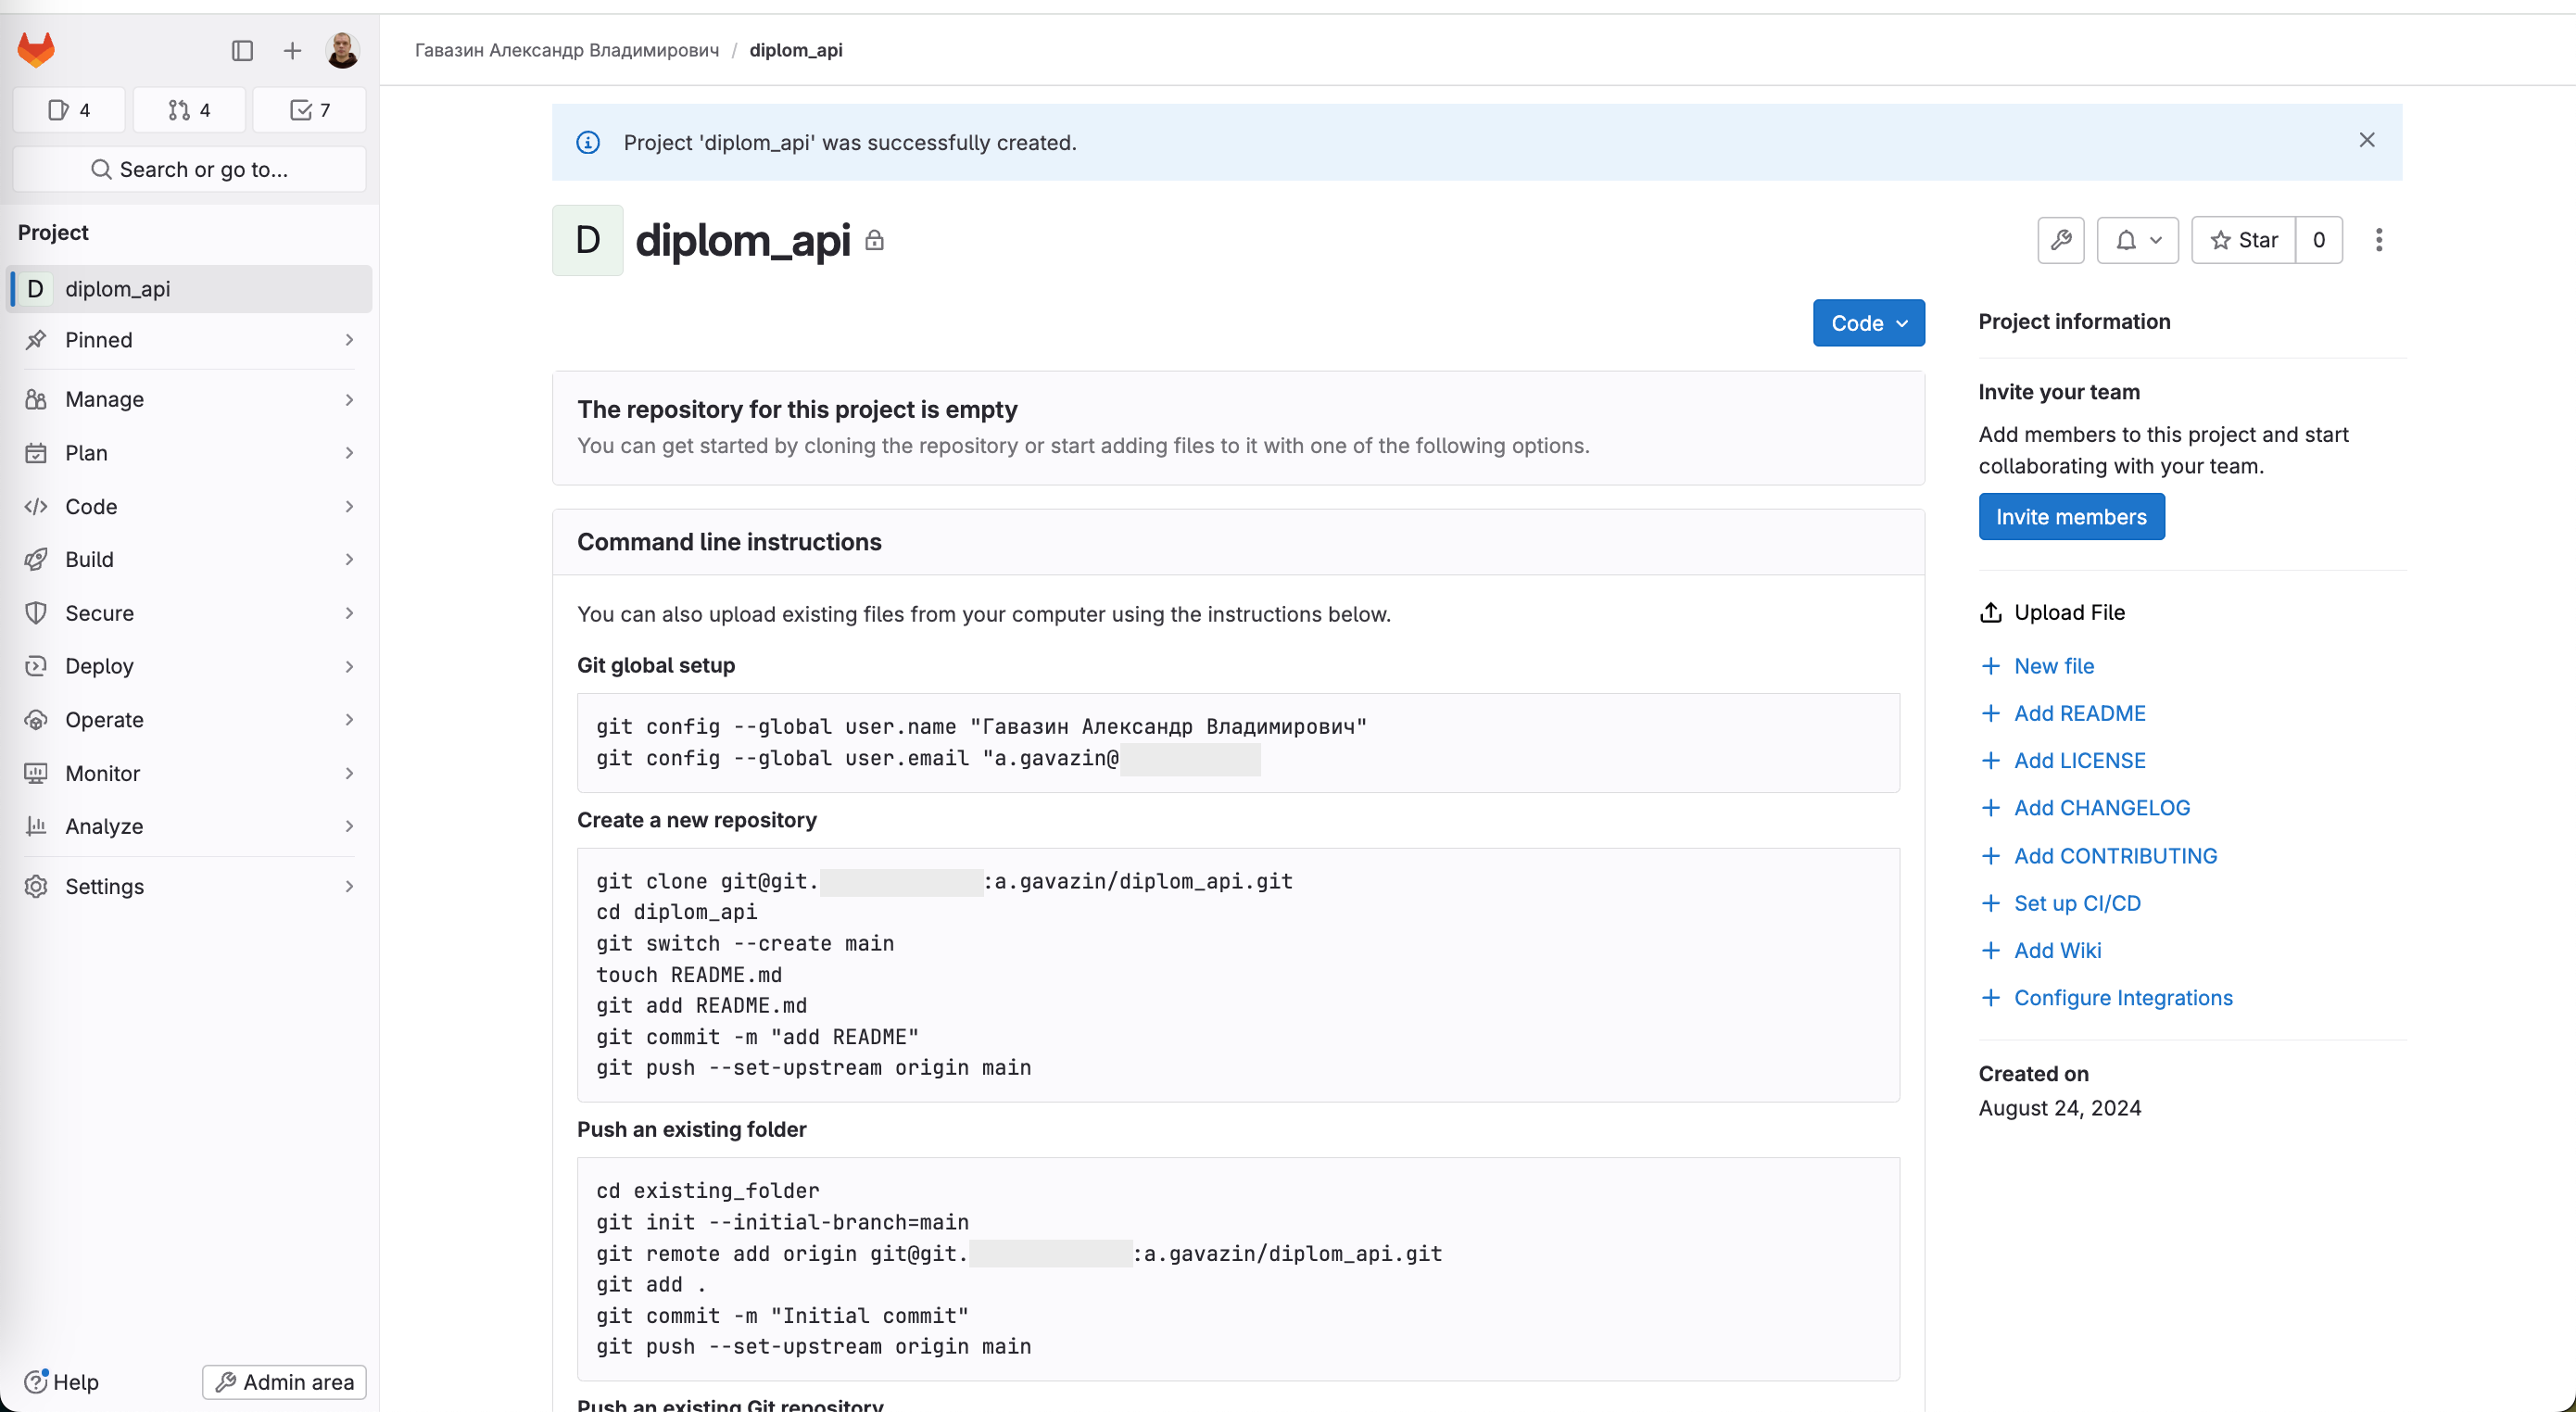 Гавазин Александр Владимирович / diplom_api
4
4
7
Search or go to...
Project
D diplom_api
Pinned
Manage
Plan
Code
Build
Secure
Deploy
Operate
Monitor
Analyze
Settings
Help
Admin area
Project 'diplom_api' was successfully created.
D diplom_api
Star 0
Code
The repository for this project is empty
You can get started by cloning the repository or start adding files to it with one of the following options.
Command line instructions
You can also upload existing files from your computer using the instructions below.
Git global setup
git config --global user.name "Гавазин Александр Владимирович"
git config --global user.email "a.gavazin@
Create a new repository
git clone git@git. :a.gavazin/diplom_api.git
cd diplom_api
git switch --create main
touch README.md
git add README.md
git commit -m "add README"
git push --set-upstream origin main
Push an existing folder
cd existing_folder
git init --initial-branch=main
git remote add origin git@git. :a.gavazin/diplom_api.git
git add .
git commit -m "Initial commit"
git push --set-upstream origin main
Push an existing Git repository
Project information
Invite your team
Add members to this project and start
collaborating with your team.
Invite members
Upload File
New file
Add README
Add LICENSE
Add CHANGELOG
Add CONTRIBUTING
Set up CI/CD
Add Wiki
Configure Integrations
Created on
August 24, 2024